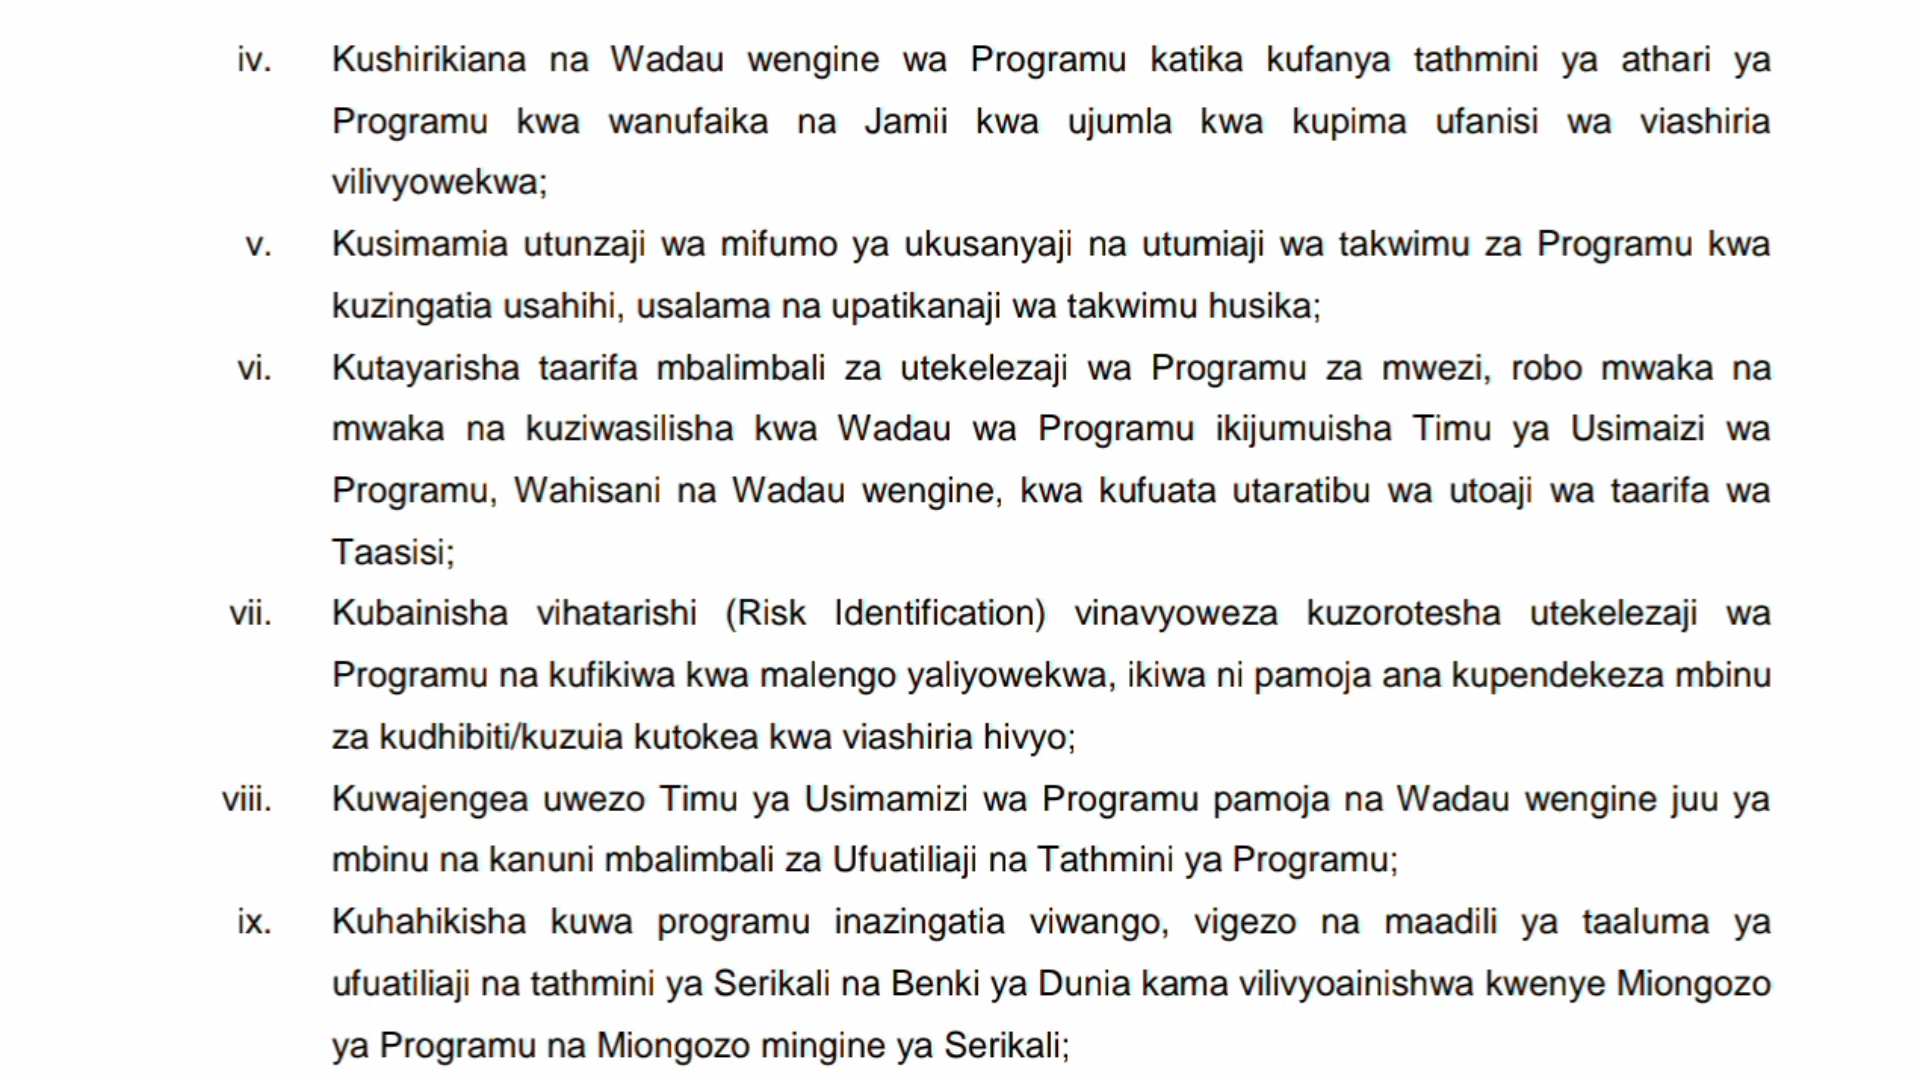 iv. Kushirikiana na Wadau wengine wa Programu katika kufanya tathmini ya athari ya
Programu kwa wanufaika na Jamii kwa ujumla kwa kupima ufanisi wa viashiria
vilivyowekwa;
v. Kusimamia utunzaji wa mifumo ya ukusanyaji na utumiaji wa takwimu za Programu kwa
kuzingatia usahihi, usalama na upatikanaji wa takwimu husika;
vi. Kutayarisha taarifa mbalimbali za utekelezaji wa Programu za mwezi, robo mwaka na
mwaka na kuziwasilisha kwa Wadau wa Programu ikijumuisha Timu ya Usimaizi wa
Programu, Wahisani na Wadau wengine, kwa kufuata utaratibu wa utoaji wa taarifa wa
Taasisi;
vii. Kubainisha vihatarishi (Risk Identification) vinavyoweza kuzorotesha utekelezaji wa
Programu na kufikiwa kwa malengo yaliyowekwa, ikiwa ni pamoja ana kupendekeza mbinu
za kudhibiti/kuzuia kutokea kwa viashiria hivyo;
viii. Kuwajengea uwezo Timu ya Usimamizi wa Programu pamoja na Wadau wengine juu ya
mbinu na kanuni mbalimbali za Ufuatiliaji na Tathmini ya Programu;
ix. Kuhahikisha kuwa programu inazingatia viwango, vigezo na maadili ya taaluma ya
ufuatiliaji na tathmini ya Serikali na Benki ya Dunia kama vilivyoainishwa kwenye Miongozo
ya Programu na Miongozo mingine ya Serikali;